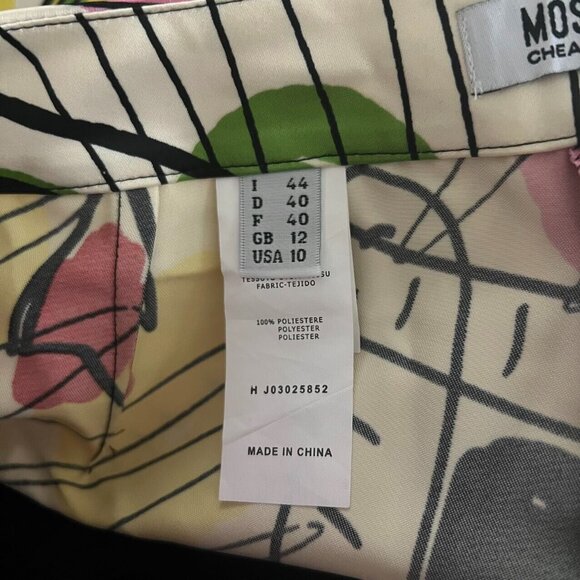 MOS
CHEA
I 44
D 40
F 40
GB 12
USA 10
FABRIC-TEJIDO
100% POLIESTERE
POLYESTER
POLIESTER
H J03025852
MADE IN CHINA